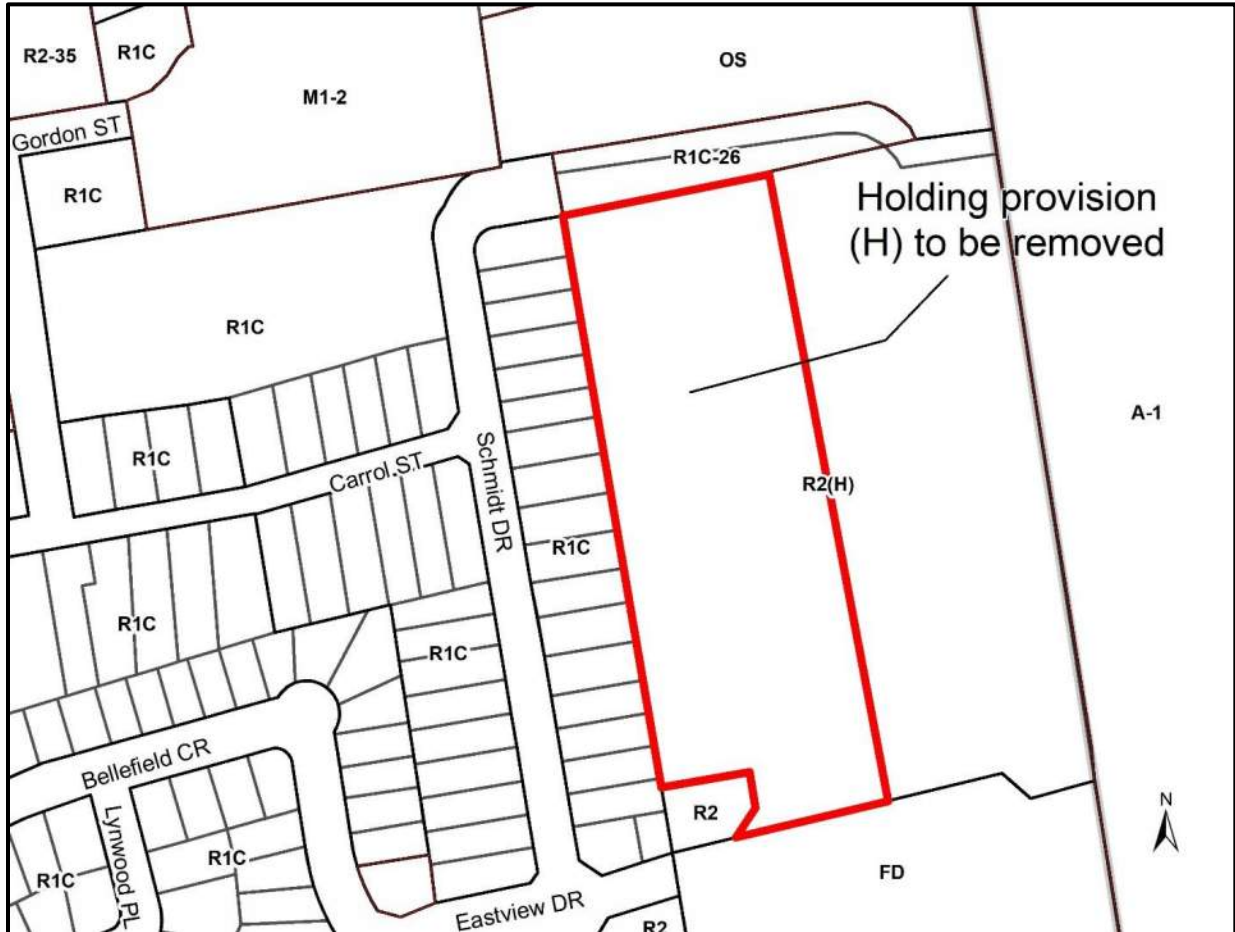 R2-35
R1C
M1-2
OS
Gordon ST
R1C
R1C-26
Holding provision
(H) to be removed
R1C
A-1
R1C
Carrol ST
Schmidt DR
R2(H)
R1C
R1C
R1C
Bellefield CR
Lynwood PL
R1C
R1C
R2
FD
Eastview DR
R2
N